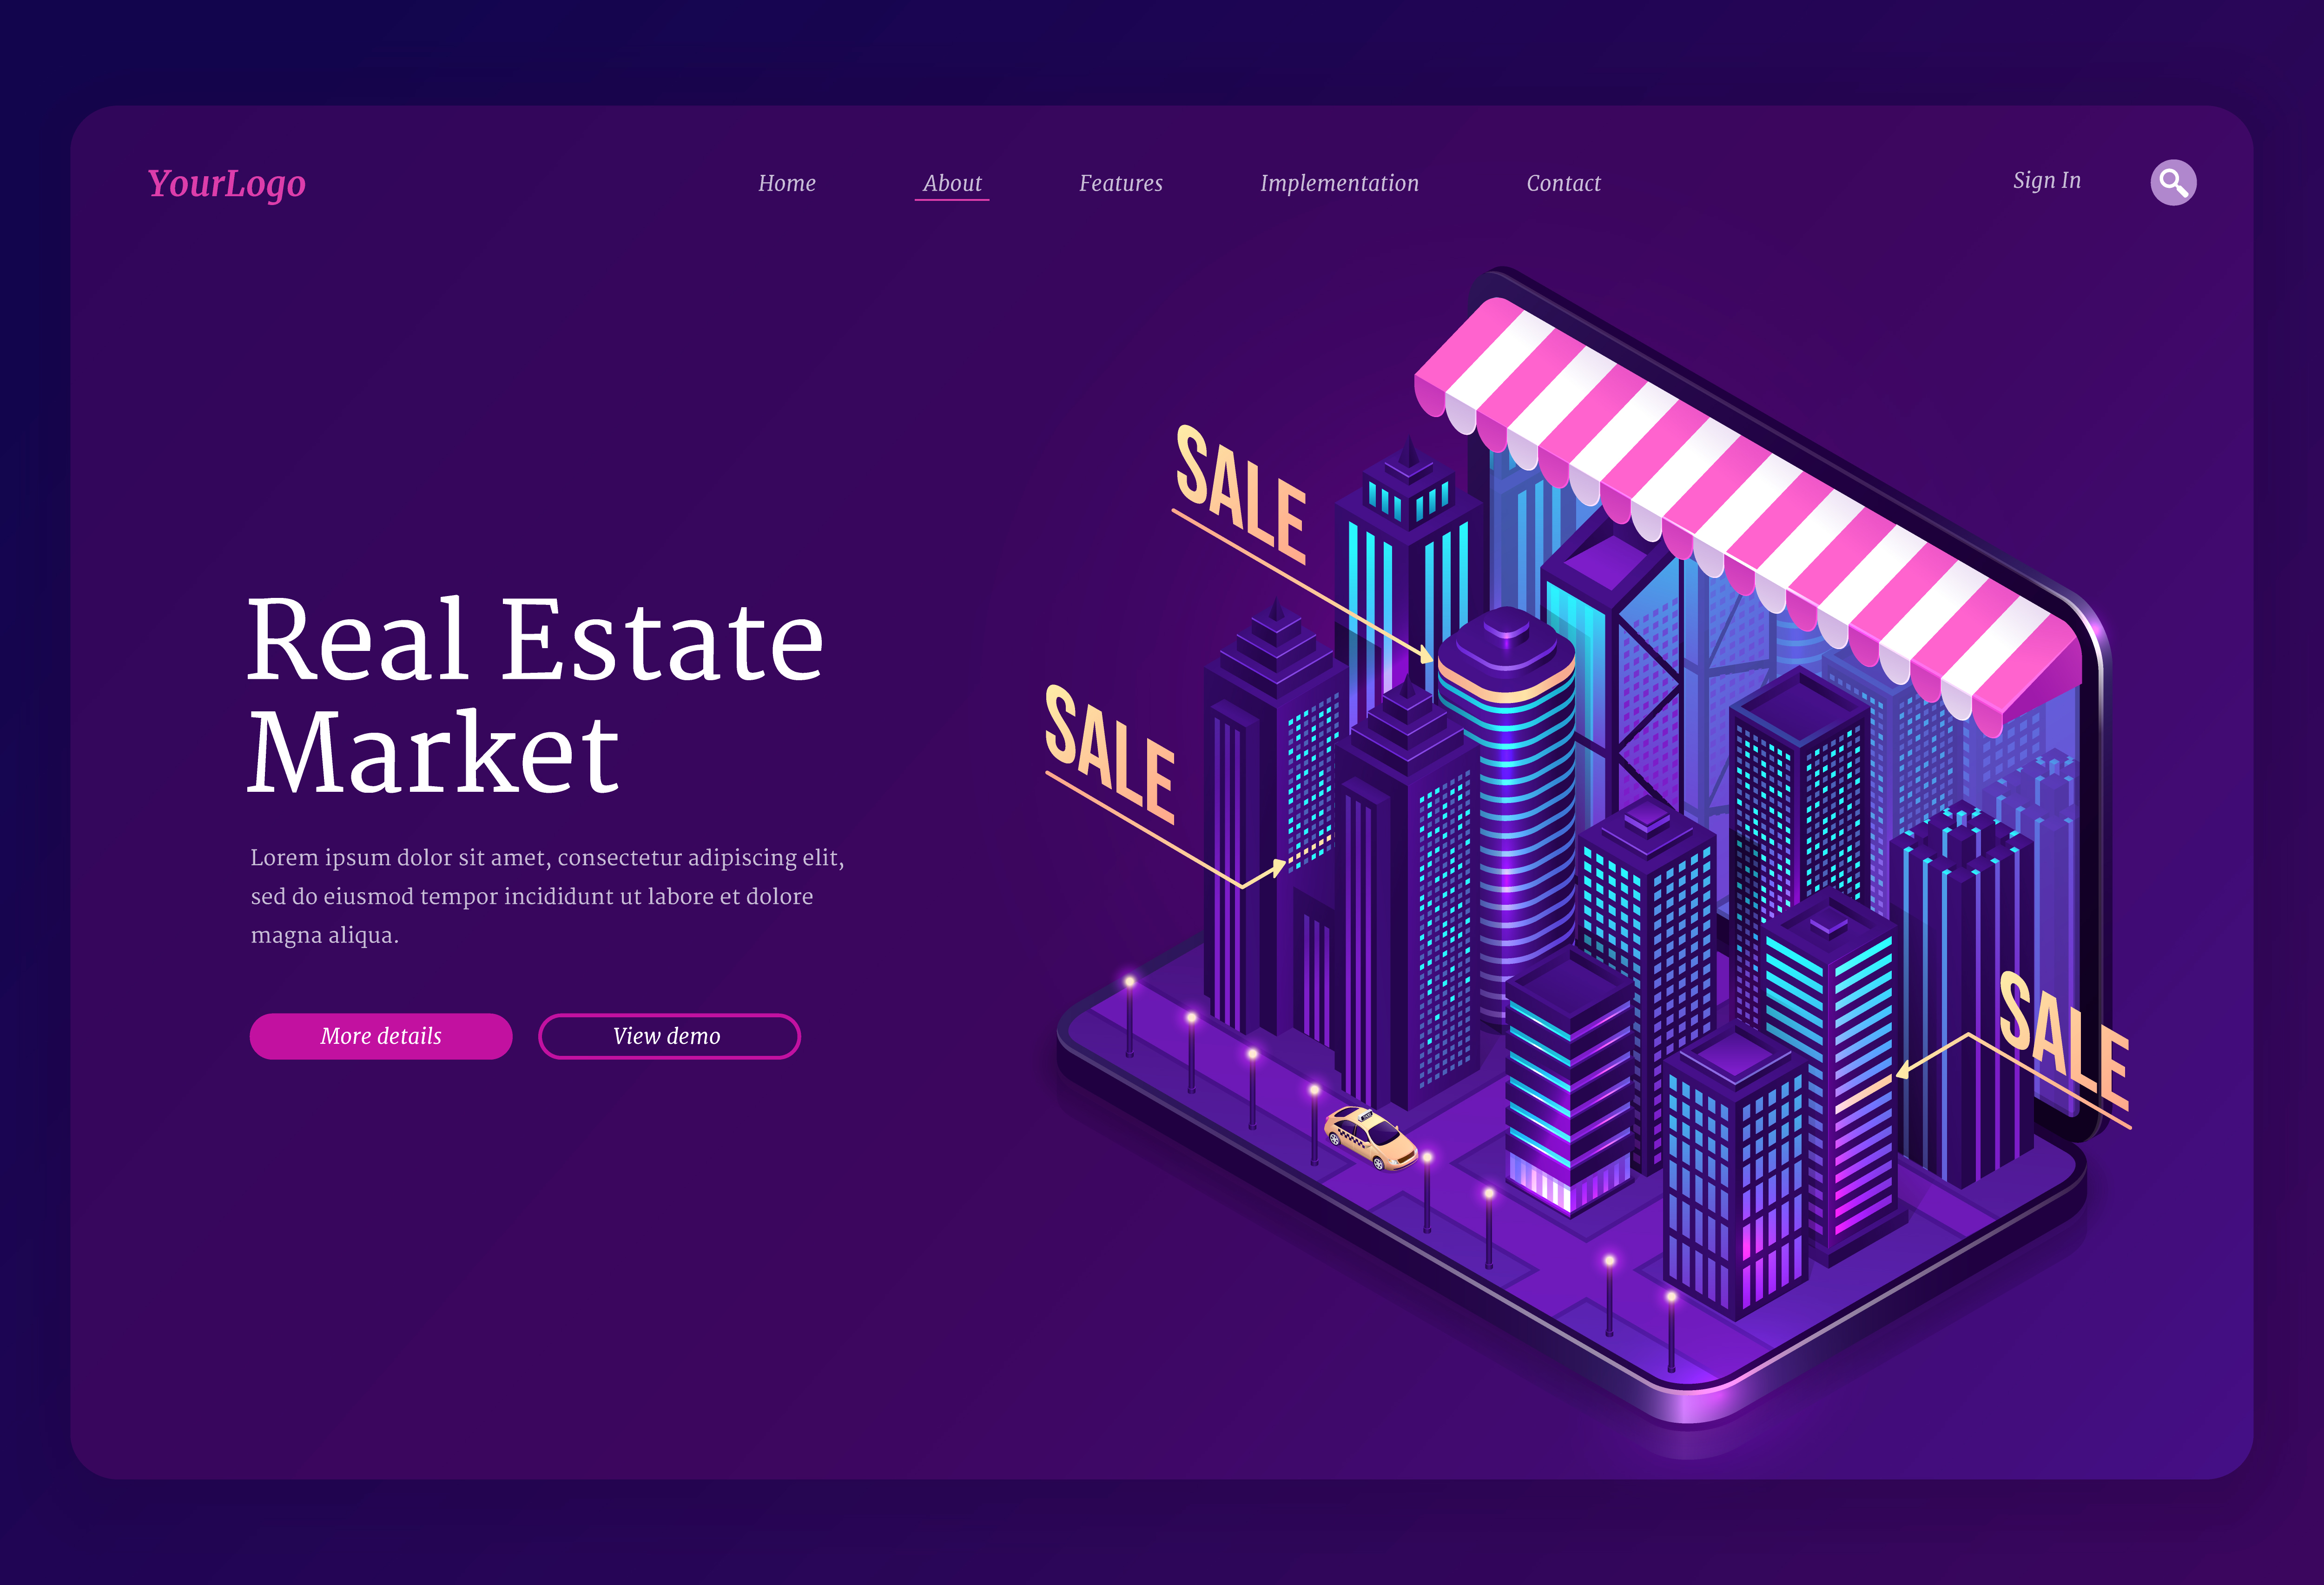 YourLogo
Home About Features Implementation Contact
Sign In
SALE
SALE
SALE
Real Estate
Market
Lorem ipsum dolor sit amet, consectetur adipiscing elit,
sed do eiusmod tempor incididunt ut labore et dolore
magna aliqua.
More details
View demo